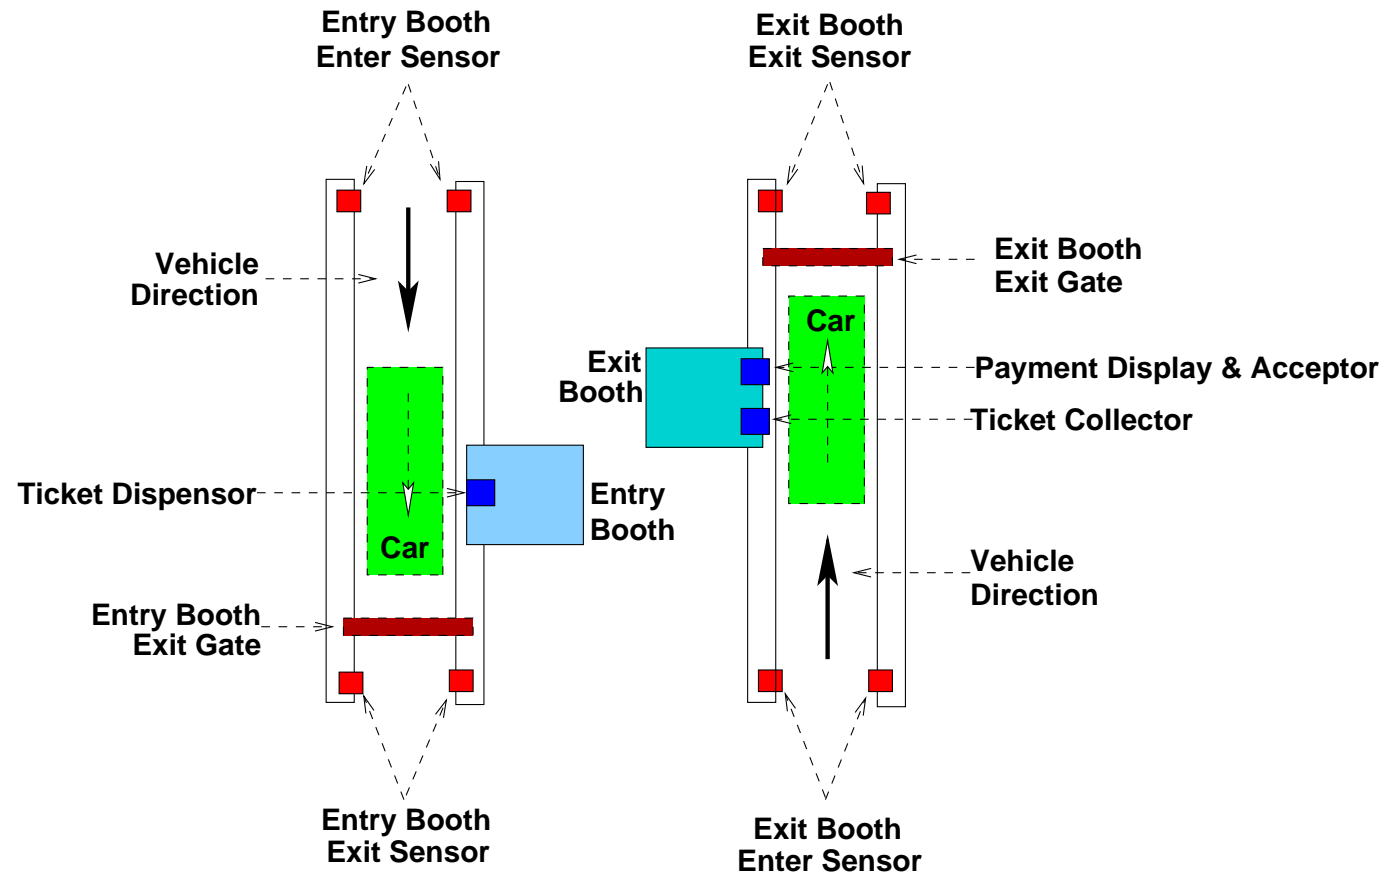 Entry Booth
Enter Sensor
Exit Booth
Exit Sensor
Vehicle
Direction
Exit Booth
Exit Gate
Car
Exit
Booth
Payment Display & Acceptor
Ticket Collector
Ticket Dispensor
Entry
Booth
Car
Vehicle
Direction
Entry Booth
Exit Gate
Entry Booth
Exit Sensor
Exit Booth
Enter Sensor